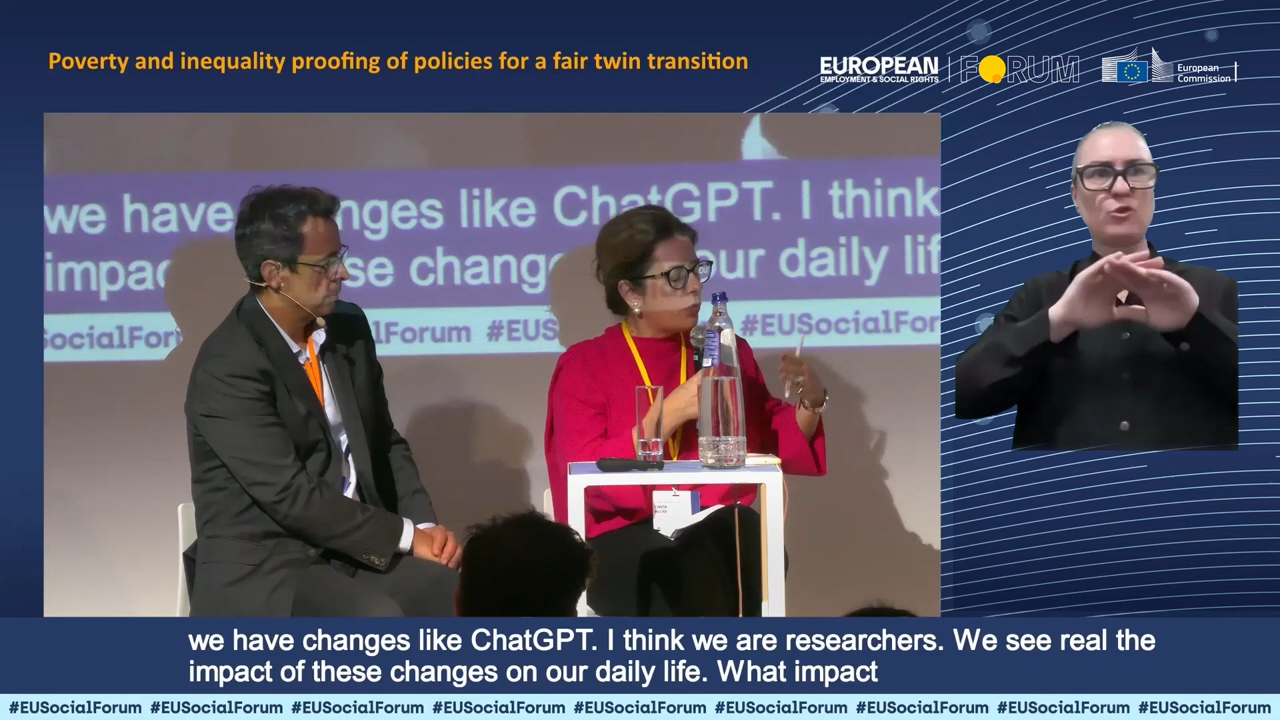 Poverty and inequality proofing of policies for a fair twin transition
EUROPEAN
EMPLOYMENT & SOCIAL RIGHTS
FORUM
European
Commission
we have changes like ChatGPT. I think
impac se chang our daily lif
SocialFor lForum #EUS #EUSocialFor
we have changes like ChatGPT. I think we are researchers. We see real the
impact of these changes on our daily life. What impact
#EUSocialForum #EUSocialForum #EUSocialForum #EUSocialForum #EUSocialForum #EUSocialForum #EUSocialForum #EUSocialForum #EUSocialForum